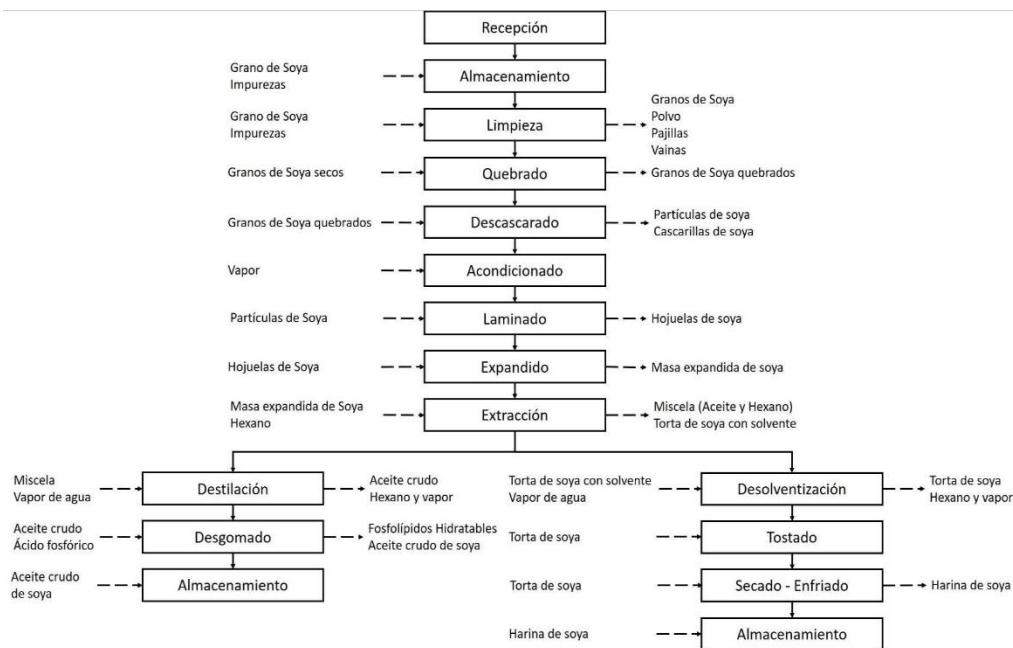 Recepción
Grano de Soya
Impurezas
Almacenamiento
Grano de Soya
Impurezas
Limpieza
Granos de Soya
Polvo
Pajillas
Vainas
Granos de Soya secos
Quebrado
Granos de Soya quebrados
Granos de Soya quebrados
Descascarado
Partículas de soya
Cascarillas de soya
Vapor
Acondicionado
Partículas de Soya
Laminado
Hojuelas de soya
Hojuelas de Soya
Expandido
Masa expandida de soya
Masa expandida de Soya
Hexano
Extracción
Miscela (Aceite y Hexano)
Torta de soya con solvente
Miscela
Vapor de agua
Destilación
Aceite crudo
Hexano y vapor
Torta de soya con solvente
Vapor de agua
Desolventización
Torta de soya
Hexano y vapor
Aceite crudo
Ácido fosfórico
Desgomado
Fosfolípidos Hidratables
Aceite crudo de soya
Torta de soya
Tostado
Aceite crudo
de soya
Almacenamiento
Torta de soya
Secado - Enfriado
Harina de soya
Harina de soya
Almacenamiento